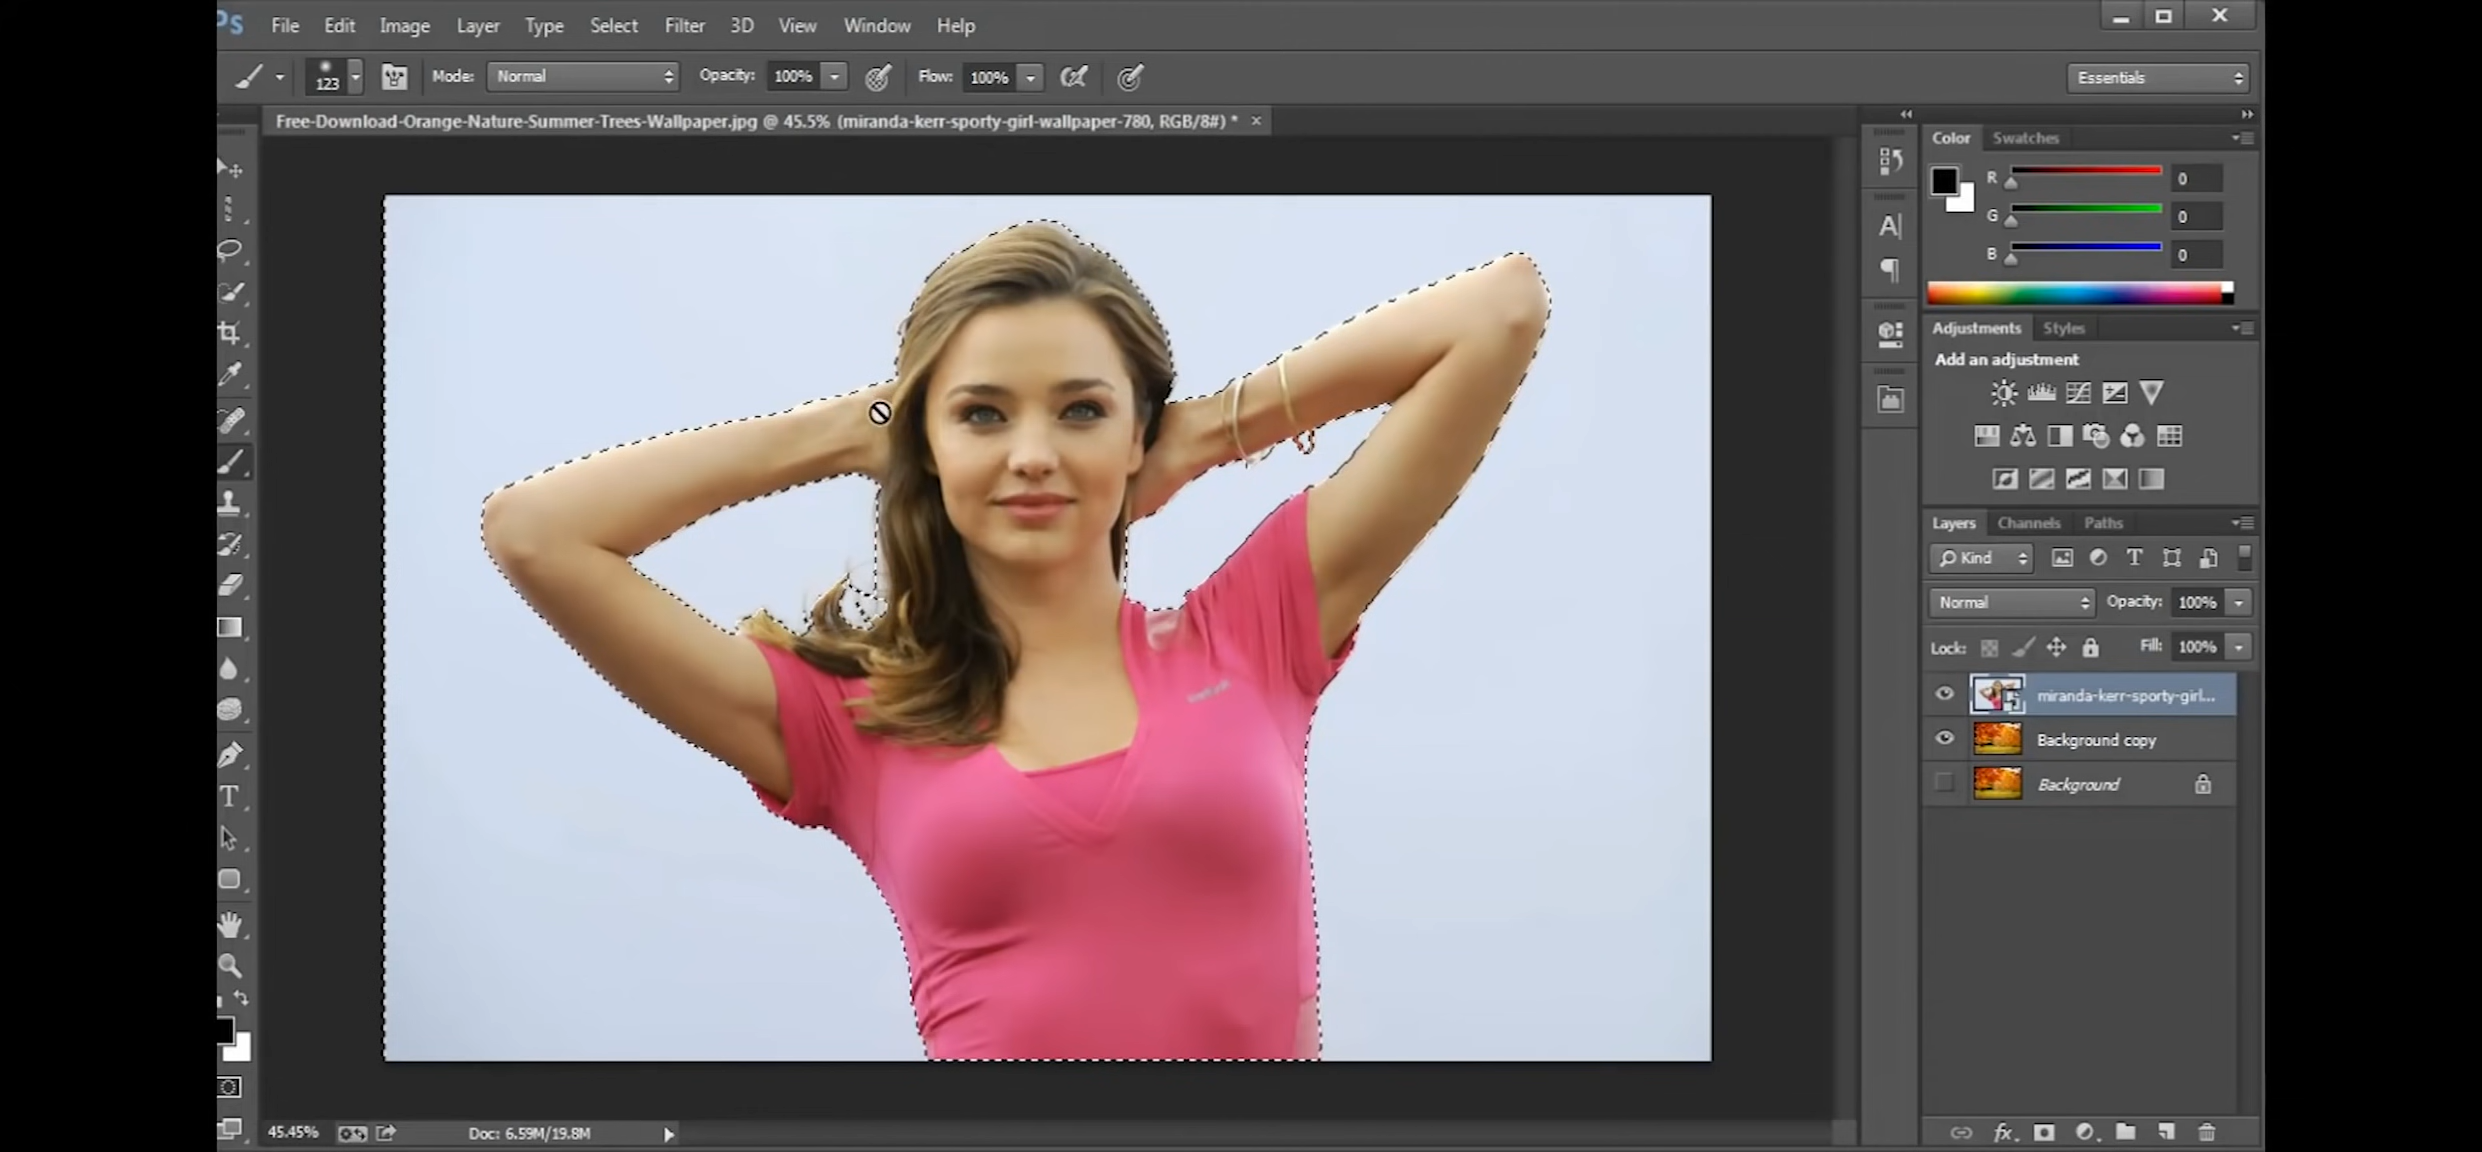 PS File Edit Image Layer Type Select Filter 3D View Window Help
123 Mode: Normal Opacity: 100% Flow: 100% Essentials
Free-Download-Orange-Nature-Summer-Trees-Wallpaper.jpg @ 45.5% (miranda-kerr-sporty-girl-wallpaper-780, RGB/8#) * ×
Color Swatches
R 0
G 0
B 0
Adjustments Styles
Add an adjustment
Layers Channels Paths
Kind
Normal Opacity: 100%
Lock: Fill: 100%
miranda-kerr-sporty-girl...
Background copy
Background
45.45% Doc: 6.59M/19.8M
fx.